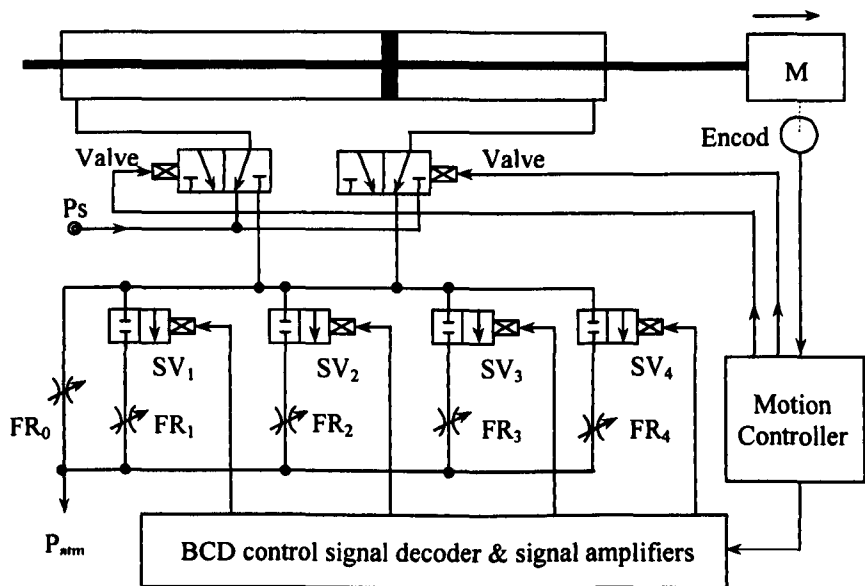 M
Encod
Valve
Valve
Ps
SV₁
SV₂
SV₃
SV₄
FR₀
FR₁
FR₂
FR₃
FR₄
Motion
Controller
Pₐₜₘ
BCD control signal decoder & signal amplifiers